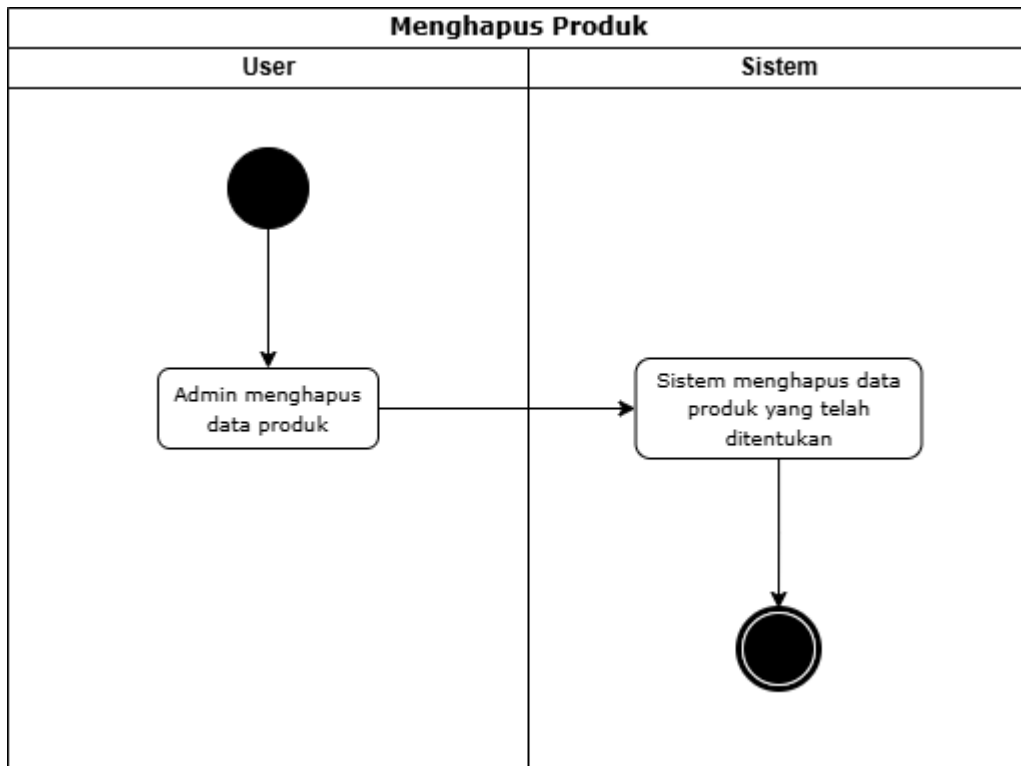 Menghapus Produk
User
Sistem
Admin menghapus
data produk
Sistem menghapus data
produk yang telah
ditentukan